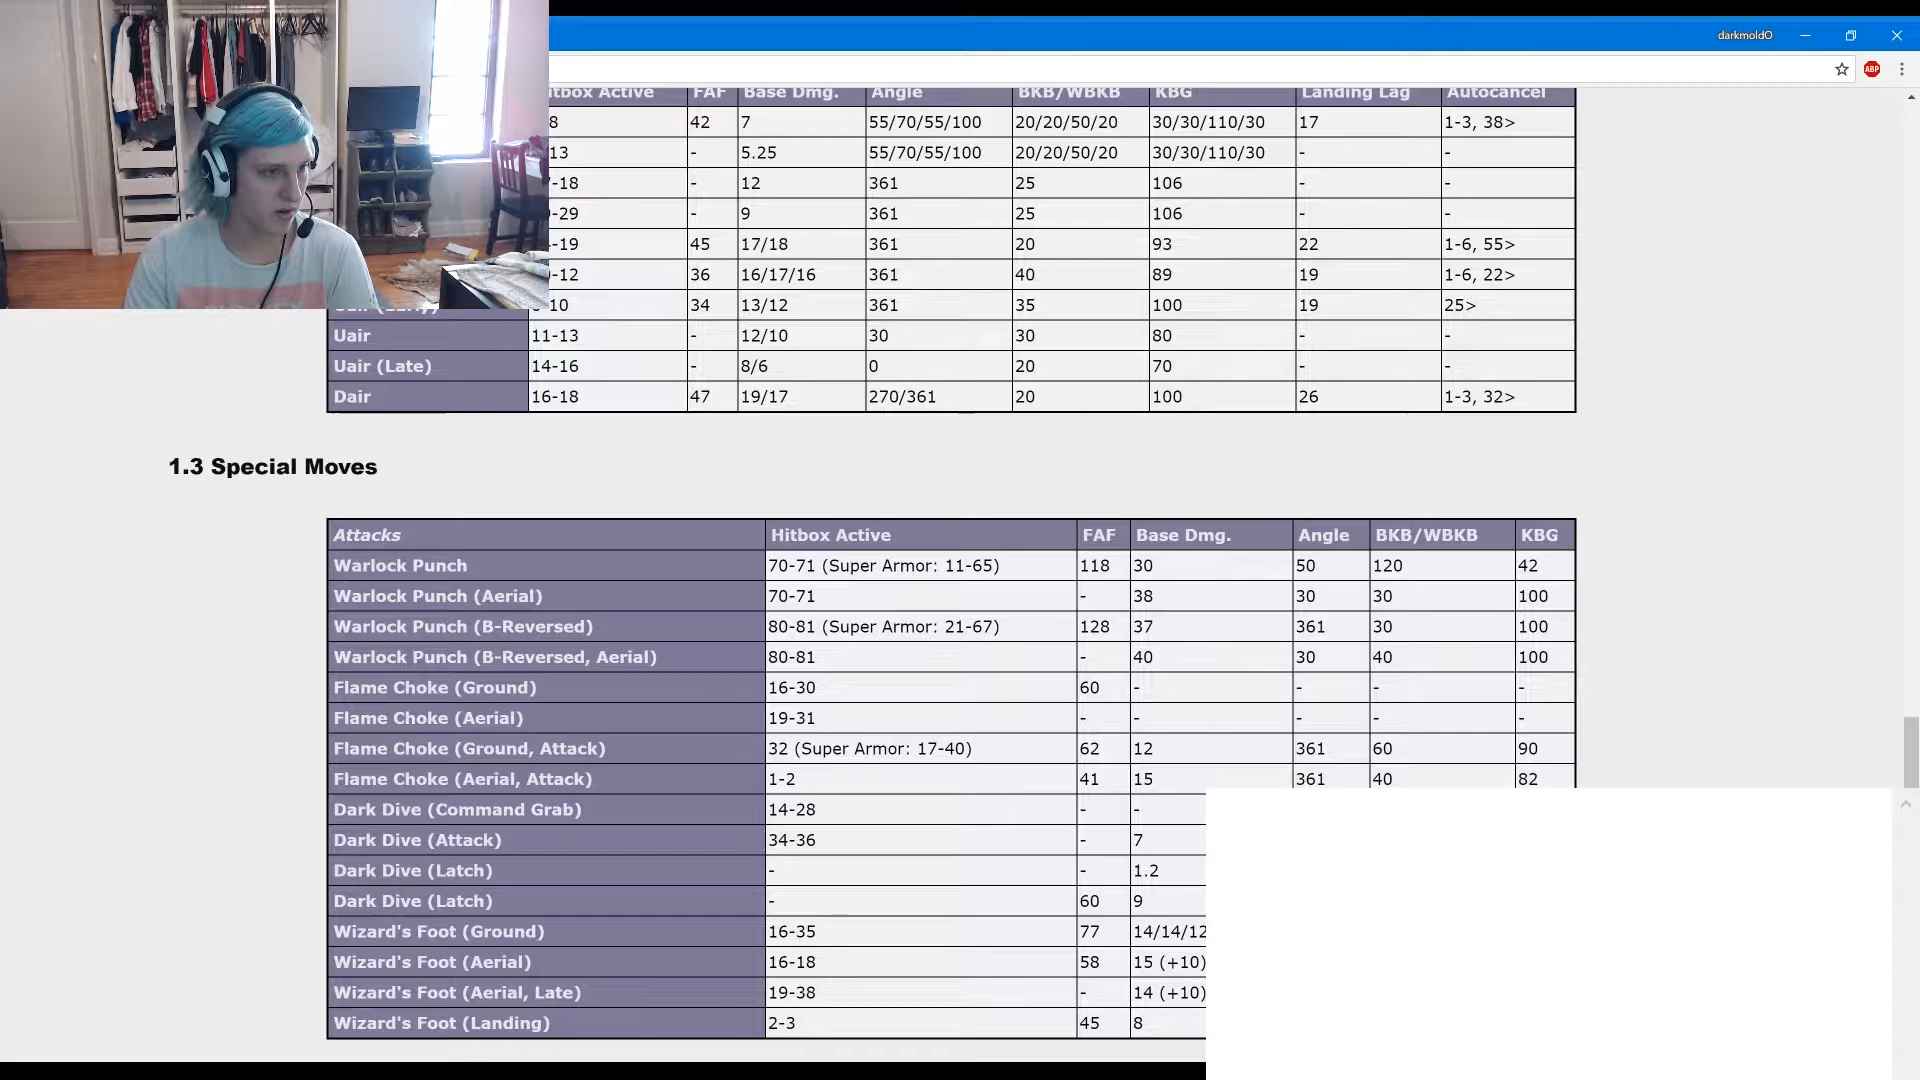 darkmoldO
ABP
Hitbox Active FAF Base Dmg. Angle BKB/WBKB KBG Landing Lag Autocancel
8 42 7 55/70/55/100 20/20/50/20 30/30/110/30 17 1-3, 38>
13 - 5.25 55/70/55/100 20/20/50/20 30/30/110/30 - -
-18 - 12 361 25 106 - -
-29 - 9 361 25 106 - -
-19 45 17/18 361 20 93 22 1-6, 55>
-12 36 16/17/16 361 40 89 19 1-6, 22>
-10 34 13/12 361 35 100 19 25>
Uair 11-13 - 12/10 30 30 80 - -
Uair (Late) 14-16 - 8/6 0 20 70 - -
Dair 16-18 47 19/17 270/361 20 100 26 1-3, 32>
1.3 Special Moves
Attacks Hitbox Active FAF Base Dmg. Angle BKB/WBKB KBG
Warlock Punch 70-71 (Super Armor: 11-65) 118 30 50 120 42
Warlock Punch (Aerial) 70-71 - 38 30 30 100
Warlock Punch (B-Reversed) 80-81 (Super Armor: 21-67) 128 37 361 30 100
Warlock Punch (B-Reversed, Aerial) 80-81 - 40 30 40 100
Flame Choke (Ground) 16-30 60 - - - -
Flame Choke (Aerial) 19-31 - - - - -
Flame Choke (Ground, Attack) 32 (Super Armor: 17-40) 62 12 361 60 90
Flame Choke (Aerial, Attack) 1-2 41 15 361 40 82
Dark Dive (Command Grab) 14-28 - -
Dark Dive (Attack) 34-36 - 7
Dark Dive (Latch) - - 1.2
Dark Dive (Latch) - 60 9
Wizard's Foot (Ground) 16-35 77 14/14/12
Wizard's Foot (Aerial) 16-18 58 15 (+10)
Wizard's Foot (Aerial, Late) 19-38 - 14 (+10)
Wizard's Foot (Landing) 2-3 45 8